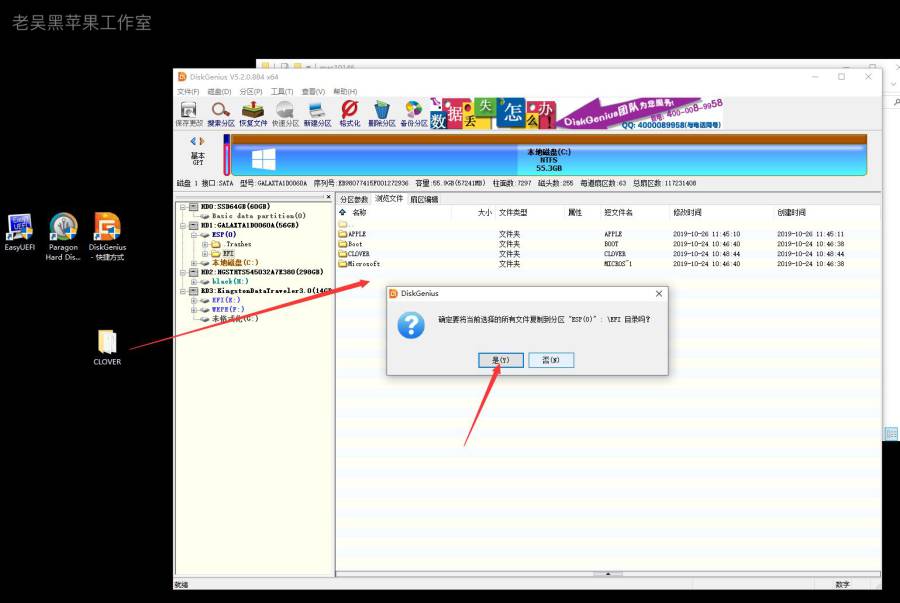 老吴黑苹果工作室
DiskGenius V5.2.0.884 x64
文件(F) 磁盘(D) 分区(P) 工具(T) 查看(V) 帮助(H)
保存更改 搜索分区 恢复文件 快速分区 新建分区 格式化 删除分区 备份分区
数据丢失怎么办
DiskGenius团队为您服务!
电话: 400-008-9958
QQ: 4000089958(与电话同号)
基本
GPT
本地磁盘(C:)
NTFS
55.3GB
磁盘 1 接口:SATA 型号:GALAXTA1D0060A 序列号:EB98077415F001272936 容量:55.9GB(57241MB) 柱面数:7297 磁头数:255 每道扇区数:63 总扇区数:117231408
HD0:SSD64GB(60GB)
Basic data partition(0)
HD1:GALAXTA1D0060A(56GB)
ESP(O)
.Trashes
EFI
本地磁盘(C:)
HD2:HGSTHTS545032A7E380(298GB)
black(H:)
RD3:KingstonDataTraveler3.0(14GB
EFI(E:)
WEPE(F:)
未格式化(G:)
分区参数 浏览文件 扇区编辑
名称 大小 文件类型 属性 短文件名 修改时间 创建时间
..
APPLE 文件夹 APPLE 2019-10-26 11:45:10 2019-10-26 11:45:11
Boot 文件夹 BOOT 2019-10-24 10:46:40 2019-10-24 10:46:38
CLOVER 文件夹 CLOVER 2019-10-24 10:48:44 2019-10-24 10:48:44
Microsoft 文件夹 MICROS~1 2019-10-24 10:46:40 2019-10-24 10:46:38
DiskGenius
确定要将当前选择的所有文件复制到分区 "ESP(O)": \EFI 目录吗?
是(Y) 否(N)
EasyUEFI
Paragon
Hard Dis...
DiskGenius
- 快捷方式
CLOVER
就绪 数字